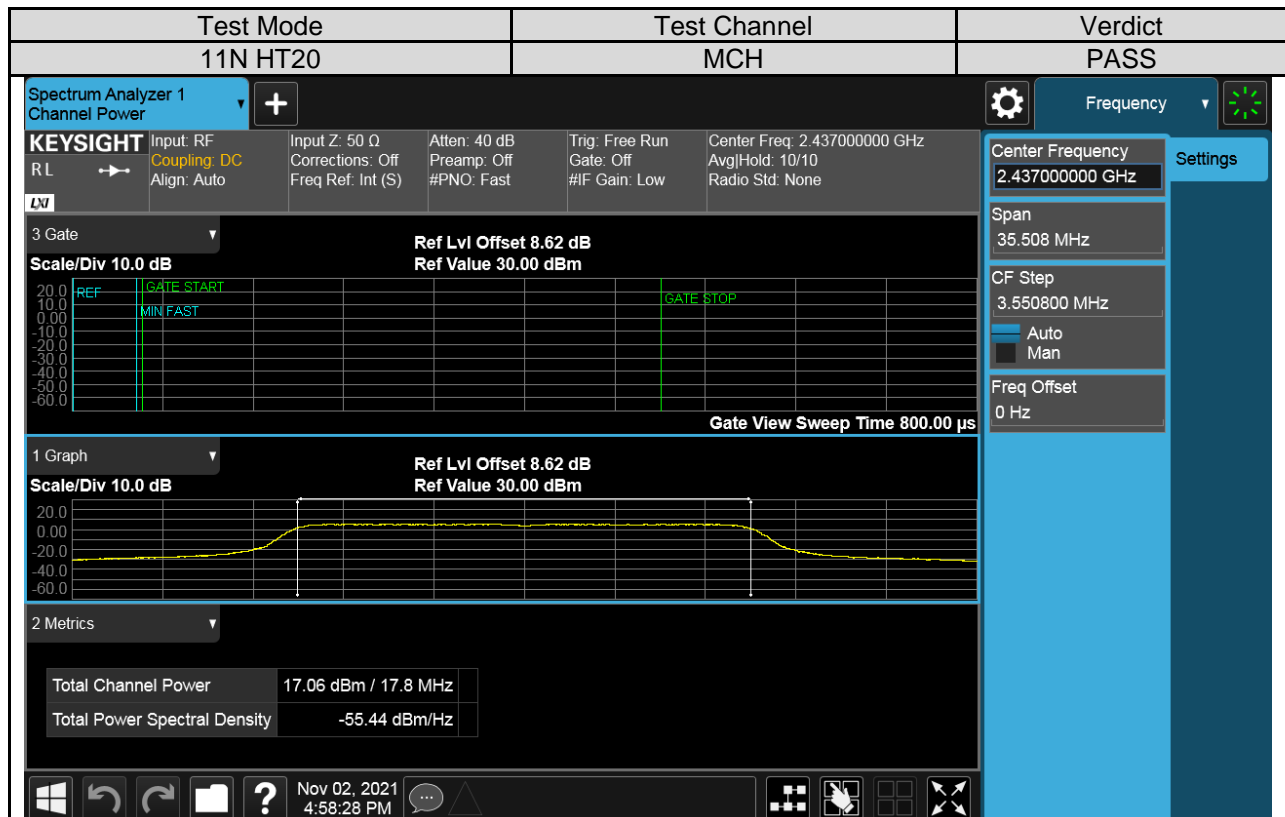 Test Mode Test Channel Verdict
11N HT20 MCH PASS
Spectrum Analyzer 1
Channel Power
+
Frequency
KEYSIGHT
RL
LXI
Input: RF
Coupling: DC
Align: Auto
Input Z: 50 Ω
Corrections: Off
Freq Ref: Int (S)
Atten: 40 dB
Preamp: Off
#PNO: Fast
Trig: Free Run
Gate: Off
#IF Gain: Low
Center Freq: 2.437000000 GHz
Avg|Hold: 10/10
Radio Std: None
3 Gate
Scale/Div 10.0 dB
Ref Lvl Offset 8.62 dB
Ref Value 30.00 dBm
20.0
10.0
0.00
-10.0
-20.0
-30.0
-40.0
-50.0
-60.0
REF
GATE START
MIN FAST
GATE STOP
Gate View Sweep Time 800.00 µs
1 Graph
Scale/Div 10.0 dB
Ref Lvl Offset 8.62 dB
Ref Value 30.00 dBm
20.0
0.00
-20.0
-40.0
-60.0
2 Metrics
Total Channel Power 17.06 dBm / 17.8 MHz
Total Power Spectral Density -55.44 dBm/Hz
Center Frequency
2.437000000 GHz
Settings
Span
35.508 MHz
CF Step
3.550800 MHz
Auto
Man
Freq Offset
0 Hz
?
Nov 02, 2021
4:58:28 PM